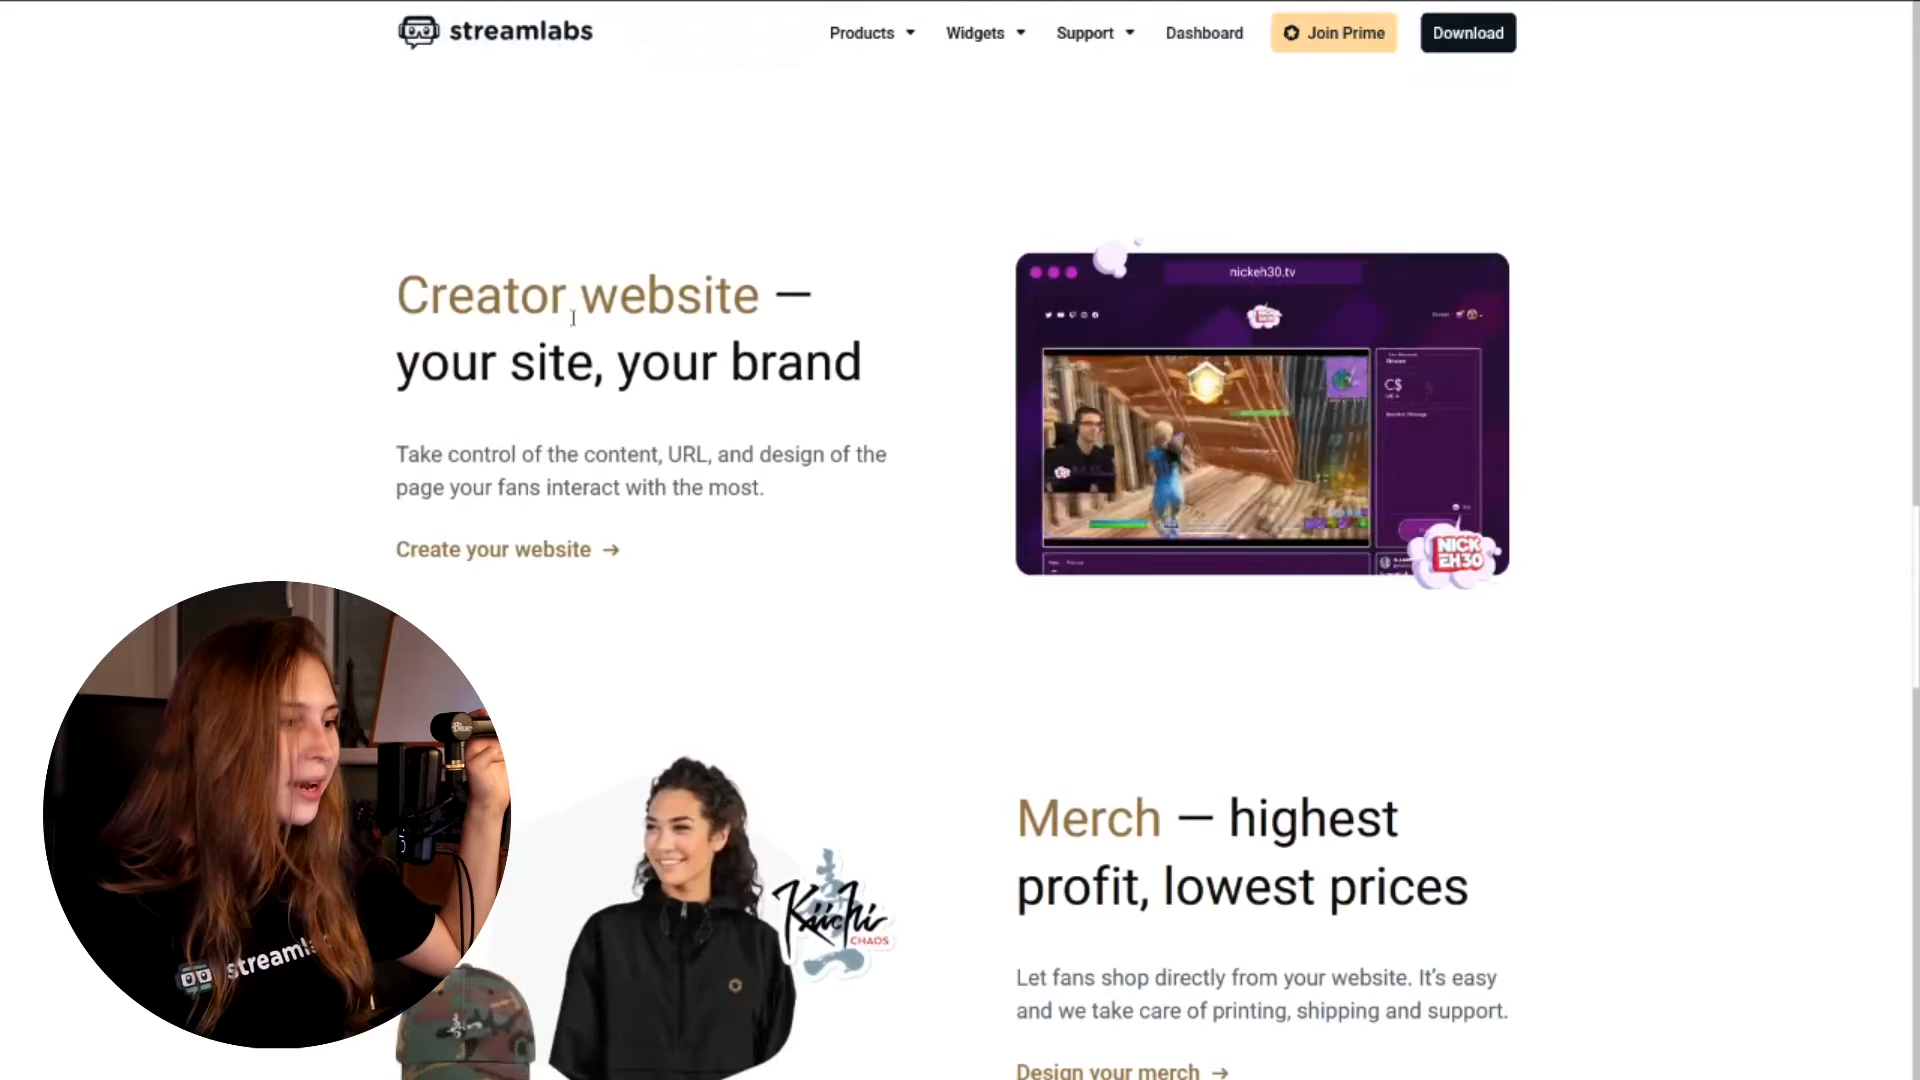 streamlabs
Products
Widgets
Support
Dashboard
Join Prime
Download
Creator website —
your site, your brand
Take control of the content, URL, and design of the
page your fans interact with the most.
Create your website →
nickeh30.tv
C$
NICK
EH30
Blue
streamla
Kiichi
CHAOS
Merch — highest
profit, lowest prices
Let fans shop directly from your website. It’s easy
and we take care of printing, shipping and support.
Design your merch →